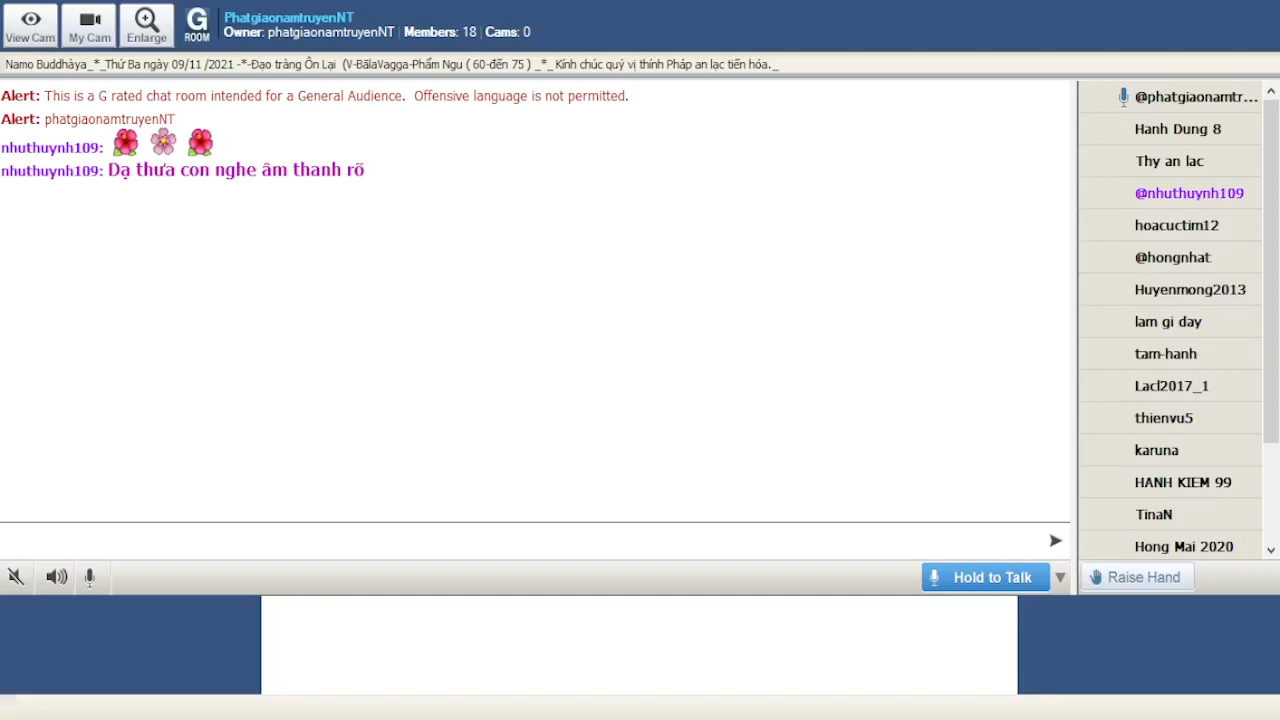 View Cam
My Cam
Enlarge
G
ROOM
PhatgiaonamtruyenNT
Owner: phatgiaonamtruyenNT | Members: 18 | Cams: 0
Namo Buddhàya_*_Thứ Ba ngày 09/11 /2021 -*-Đạo tràng Ôn Lại (V-BālaVagga-Phẩm Ngu ( 60-đến 75 ) _*_ Kính chúc quý vị thính Pháp an lạc tiến hóa._
Alert: This is a G rated chat room intended for a General Audience. Offensive language is not permitted.
Alert: phatgiaonamtruyenNT
nhuthuynh109:
nhuthuynh109: Dạ thưa con nghe âm thanh rõ
@phatgiaonamtr...
Hanh Dung 8
Thy an lac
@nhuthuynh109
hoacuctim12
@hongnhat
Huyenmong2013
lam gi day
tam-hanh
Lacl2017_1
thienvu5
karuna
HANH KIEM 99
TinaN
Hong Mai 2020
Hold to Talk
Raise Hand